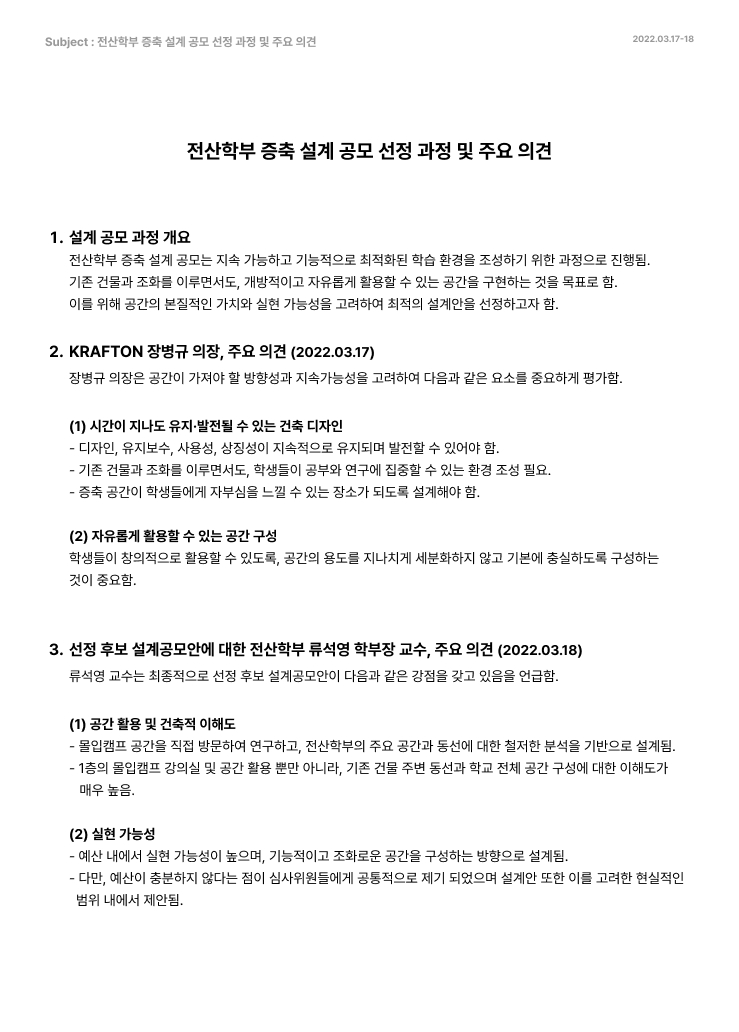 Subject : 전산학부 증축 설계 공모 선정 과정 및 주요 의견
2022.03.17-18
전산학부 증축 설계 공모 선정 과정 및 주요 의견
1. 설계 공모 과정 개요
전산학부 증축 설계 공모는 지속 가능하고 기능적으로 최적화된 학습 환경을 조성하기 위한 과정으로 진행됨.
기존 건물과 조화를 이루면서도, 개방적이고 자유롭게 활용할 수 있는 공간을 구현하는 것을 목표로 함.
이를 위해 공간의 본질적인 가치와 실현 가능성을 고려하여 최적의 설계안을 선정하고자 함.
2. KRAFTON 장병규 의장, 주요 의견 (2022.03.17)
장병규 의장은 공간이 가져야 할 방향성과 지속가능성을 고려하여 다음과 같은 요소를 중요하게 평가함.
(1) 시간이 지나도 유지·발전될 수 있는 건축 디자인
- 디자인, 유지보수, 사용성, 상징성이 지속적으로 유지되며 발전할 수 있어야 함.
- 기존 건물과 조화를 이루면서도, 학생들이 공부와 연구에 집중할 수 있는 환경 조성 필요.
- 증축 공간이 학생들에게 자부심을 느낄 수 있는 장소가 되도록 설계해야 함.
(2) 자유롭게 활용할 수 있는 공간 구성
학생들이 창의적으로 활용할 수 있도록, 공간의 용도를 지나치게 세분화하지 않고 기본에 충실하도록 구성하는
것이 중요함.
3. 선정 후보 설계공모안에 대한 전산학부 류석영 학부장 교수, 주요 의견 (2022.03.18)
류석영 교수는 최종적으로 선정 후보 설계공모안이 다음과 같은 강점을 갖고 있음을 언급함.
(1) 공간 활용 및 건축적 이해도
- 몰입캠프 공간을 직접 방문하여 연구하고, 전산학부의 주요 공간과 동선에 대한 철저한 분석을 기반으로 설계됨.
- 1층의 몰입캠프 강의실 및 공간 활용 뿐만 아니라, 기존 건물 주변 동선과 학교 전체 공간 구성에 대한 이해도가
매우 높음.
(2) 실현 가능성
- 예산 내에서 실현 가능성이 높으며, 기능적이고 조화로운 공간을 구성하는 방향으로 설계됨.
- 다만, 예산이 충분하지 않다는 점이 심사위원들에게 공통적으로 제기 되었으며 설계안 또한 이를 고려한 현실적인
범위 내에서 제안됨.